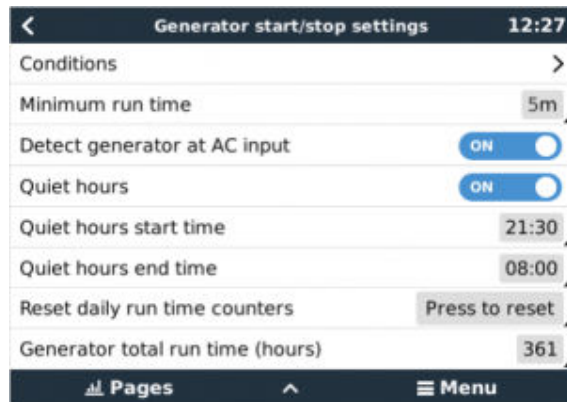 Generator start/stop settings 12:27
Conditions
Minimum run time 5m
Detect generator at AC input ON
Quiet hours ON
Quiet hours start time 21:30
Quiet hours end time 08:00
Reset daily run time counters Press to reset
Generator total run time (hours) 361
Pages Menu